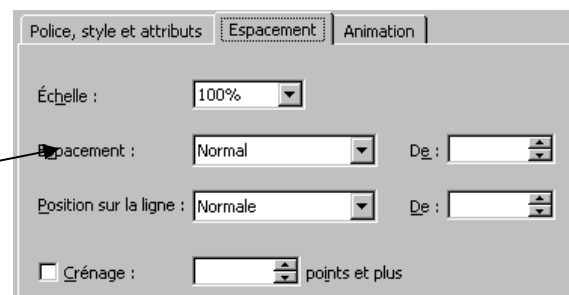 Police, style et attributs Espacement Animation
Échelle : 100%
Espacement : Normal De :
Position sur la ligne : Normale De :
Crénage : points et plus